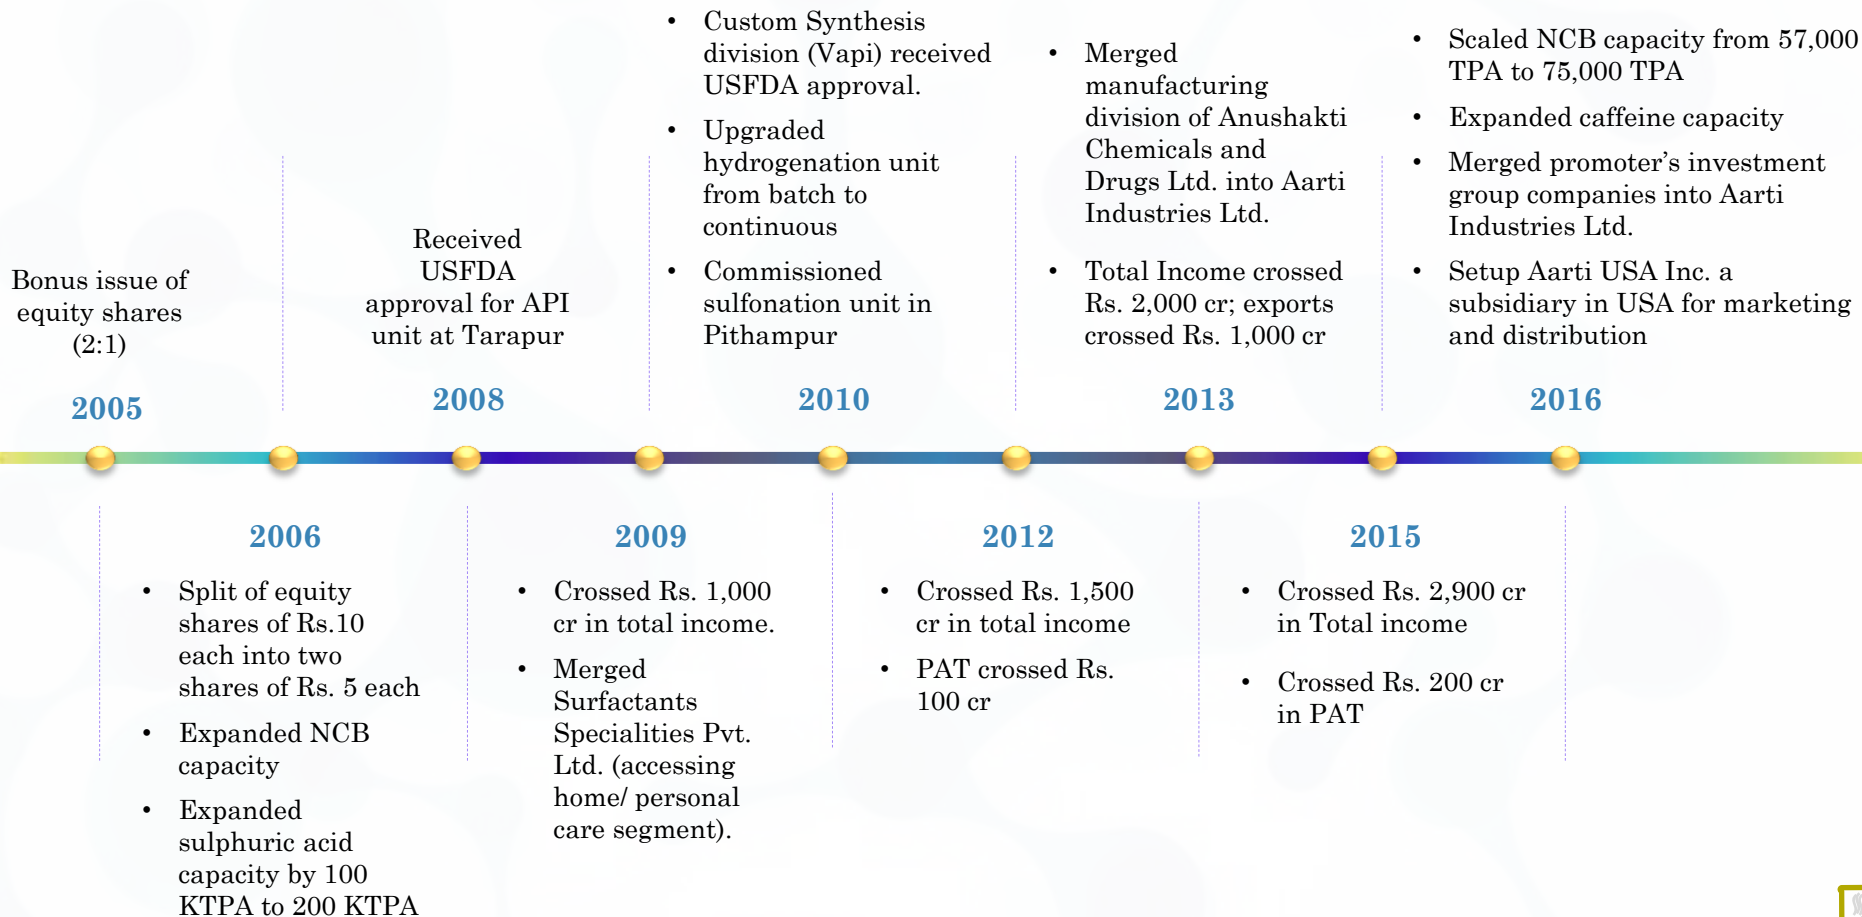 Bonus issue of
equity shares
(2:1)
2005
2006
• Split of equity
shares of Rs.10
each into two
shares of Rs. 5 each
• Expanded NCB
capacity
• Expanded
sulphuric acid
capacity by 100
KTPA to 200 KTPA
Received
USFDA
approval for API
unit at Tarapur
2008
2009
• Crossed Rs. 1,000
cr in total income.
• Merged
Surfactants
Specialities Pvt.
Ltd. (accessing
home/ personal
care segment).
• Custom Synthesis
division (Vapi) received
USFDA approval.
• Upgraded
hydrogenation unit
from batch to
continuous
• Commissioned
sulfonation unit in
Pithampur
2010
2012
• Crossed Rs. 1,500
cr in total income
• PAT crossed Rs.
100 cr
• Merged
manufacturing
division of Anushakti
Chemicals and
Drugs Ltd. into Aarti
Industries Ltd.
• Total Income crossed
Rs. 2,000 cr; exports
crossed Rs. 1,000 cr
2013
2015
• Crossed Rs. 2,900 cr
in Total income
• Crossed Rs. 200 cr
in PAT
• Scaled NCB capacity from 57,000
TPA to 75,000 TPA
• Expanded caffeine capacity
• Merged promoter’s investment
group companies into Aarti
Industries Ltd.
• Setup Aarti USA Inc. a
subsidiary in USA for marketing
and distribution
2016